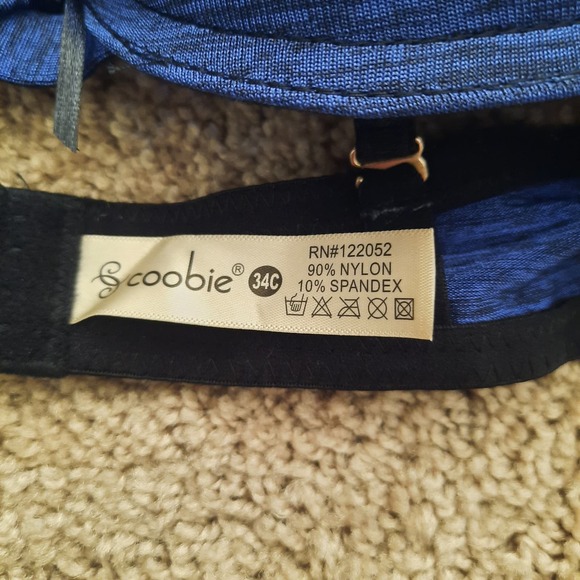 coobie® 34C
RN#122052
90% NYLON
10% SPANDEX